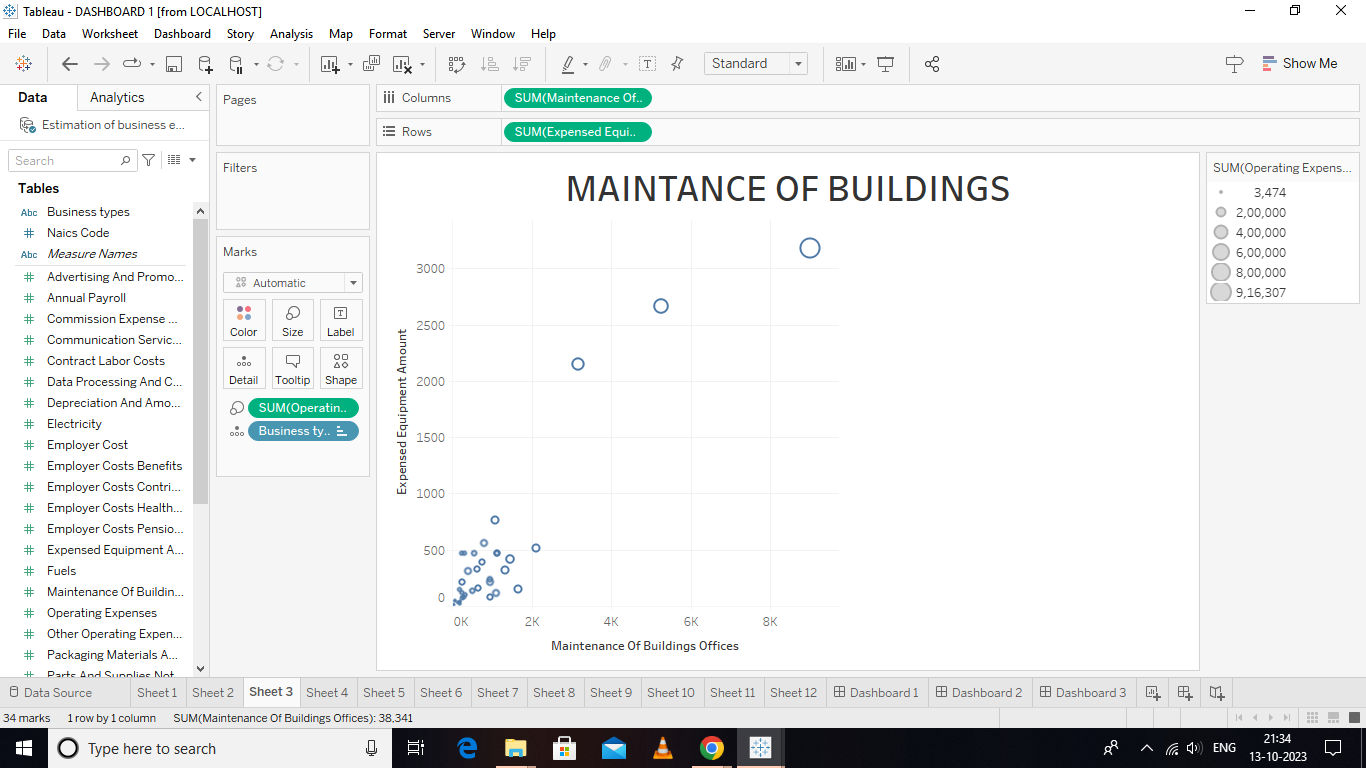 Tableau - DASHBOARD 1 [from LOCALHOST]
File Data Worksheet Dashboard Story Analysis Map Format Server Window Help
Standard
Show Me
Data Analytics
Estimation of business e...
Search
Tables
Abc Business types
# Naics Code
Abc Measure Names
# Advertising And Promo...
# Annual Payroll
# Commission Expense ...
# Communication Servic...
# Contract Labor Costs
# Data Processing And C...
# Depreciation And Amo...
# Electricity
# Employer Cost
# Employer Costs Benefits
# Employer Costs Contri...
# Employer Costs Health...
# Employer Costs Pensio...
# Expensed Equipment A...
# Fuels
# Maintenance Of Buildin...
# Operating Expenses
# Other Operating Expen...
# Packaging Materials A...
# Parts And Supplies Not
Pages
Filters
Marks
Automatic
Color Size Label
Detail Tooltip Shape
SUM(Operatin..
Business ty..
Columns SUM(Maintenance Of..
Rows SUM(Expensed Equi..
MAINTANCE OF BUILDINGS
Expensed Equipment Amount
3000
2500
2000
1500
1000
500
0
0K 2K 4K 6K 8K
Maintenance Of Buildings Offices
SUM(Operating Expens...
3,474
2,00,000
4,00,000
6,00,000
8,00,000
9,16,307
Data Source Sheet 1 Sheet 2 Sheet 3 Sheet 4 Sheet 5 Sheet 6 Sheet 7 Sheet 8 Sheet 9 Sheet 10 Sheet 11 Sheet 12 Dashboard 1 Dashboard 2 Dashboard 3
34 marks 1 row by 1 column SUM(Maintenance Of Buildings Offices): 38,341
Type here to search
ENG
21:34
13-10-2023